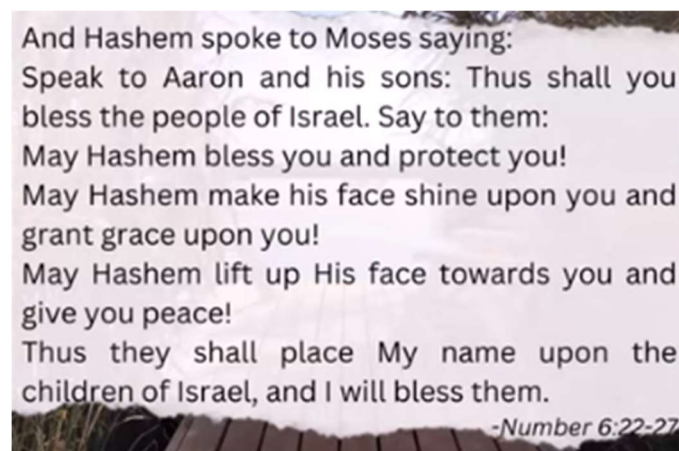 And Hashem spoke to Moses saying:
Speak to Aaron and his sons: Thus shall you
bless the people of Israel. Say to them:
May Hashem bless you and protect you!
May Hashem make his face shine upon you and
grant grace upon you!
May Hashem lift up His face towards you and
give you peace!
Thus they shall place My name upon the
children of Israel, and I will bless them.
-Number 6:22-27